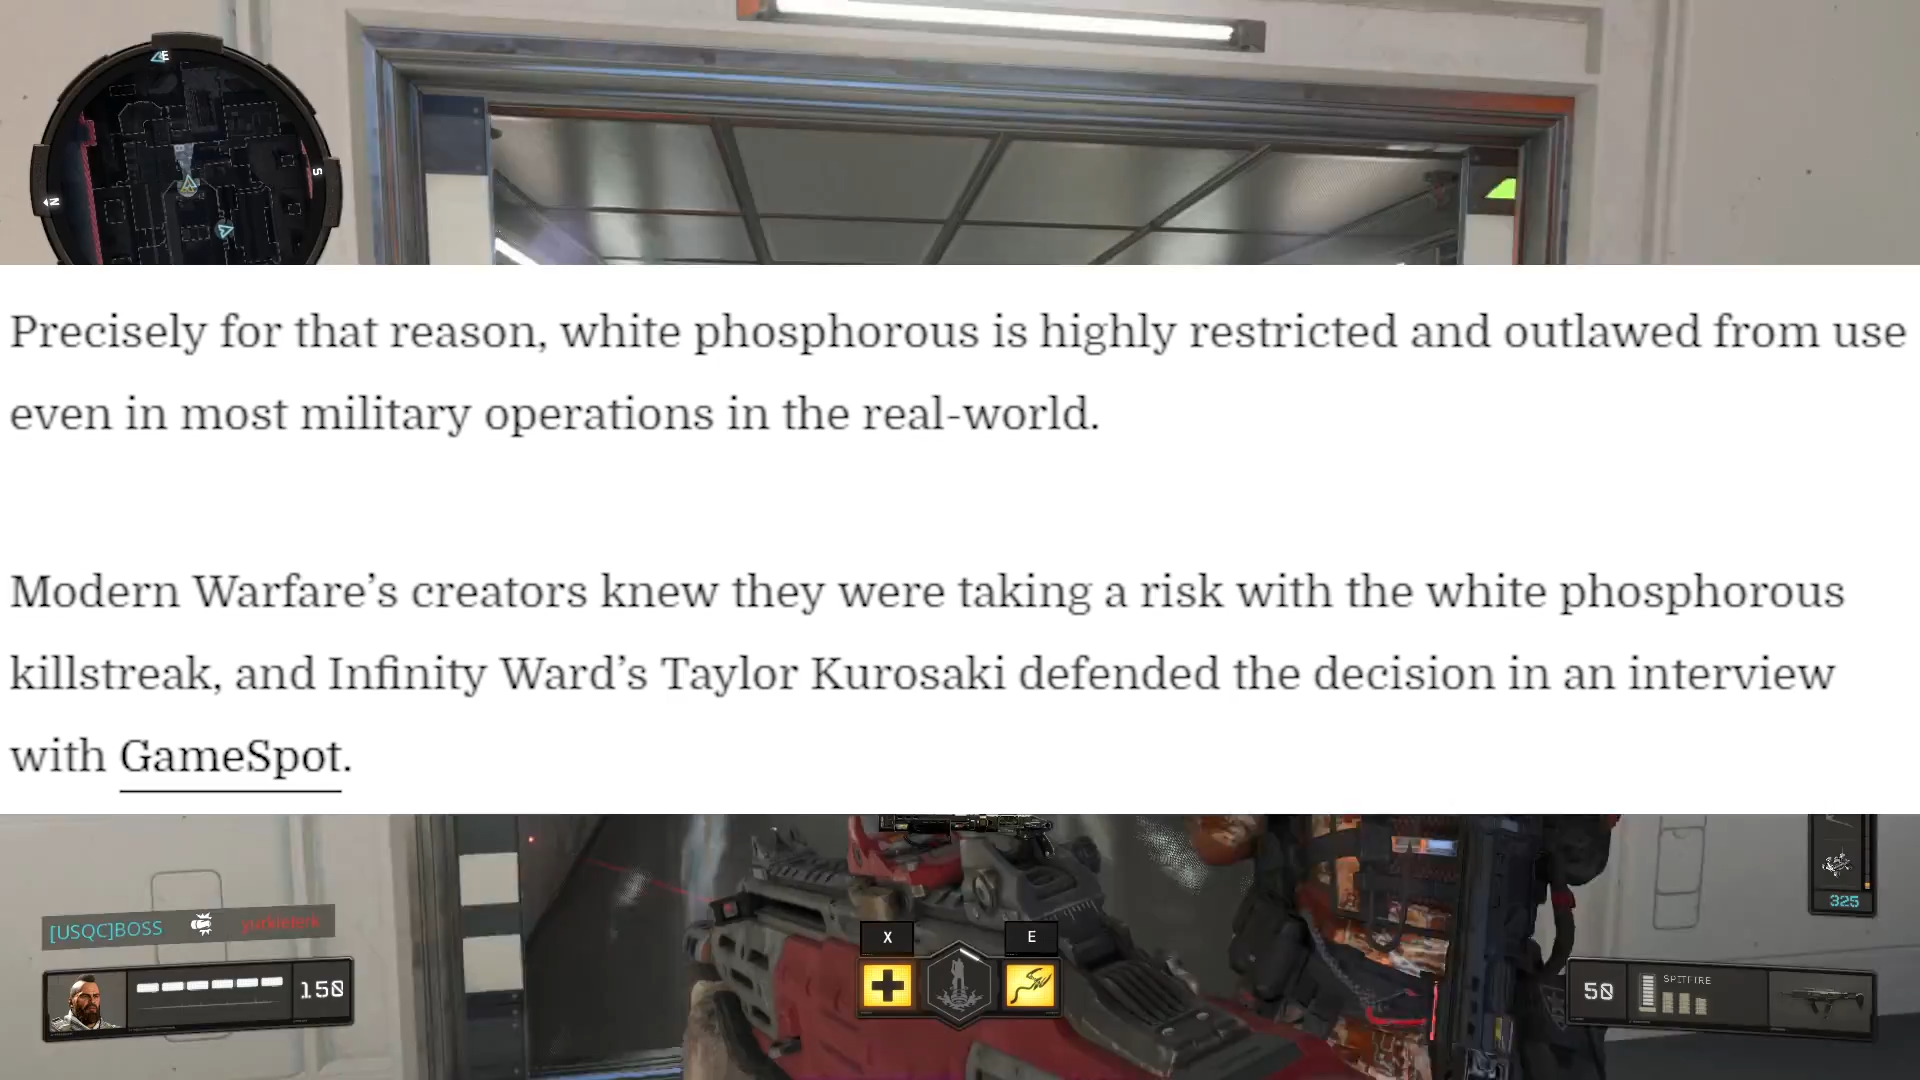 E
S
N
Precisely for that reason, white phosphorous is highly restricted and outlawed from use
even in most military operations in the real-world.
Modern Warfare’s creators knew they were taking a risk with the white phosphorous
killstreak, and Infinity Ward’s Taylor Kurosaki defended the decision in an interview
with GameSpot.
325
[USQC]BOSS yurkleterk
X E
150
50 SPITFIRE